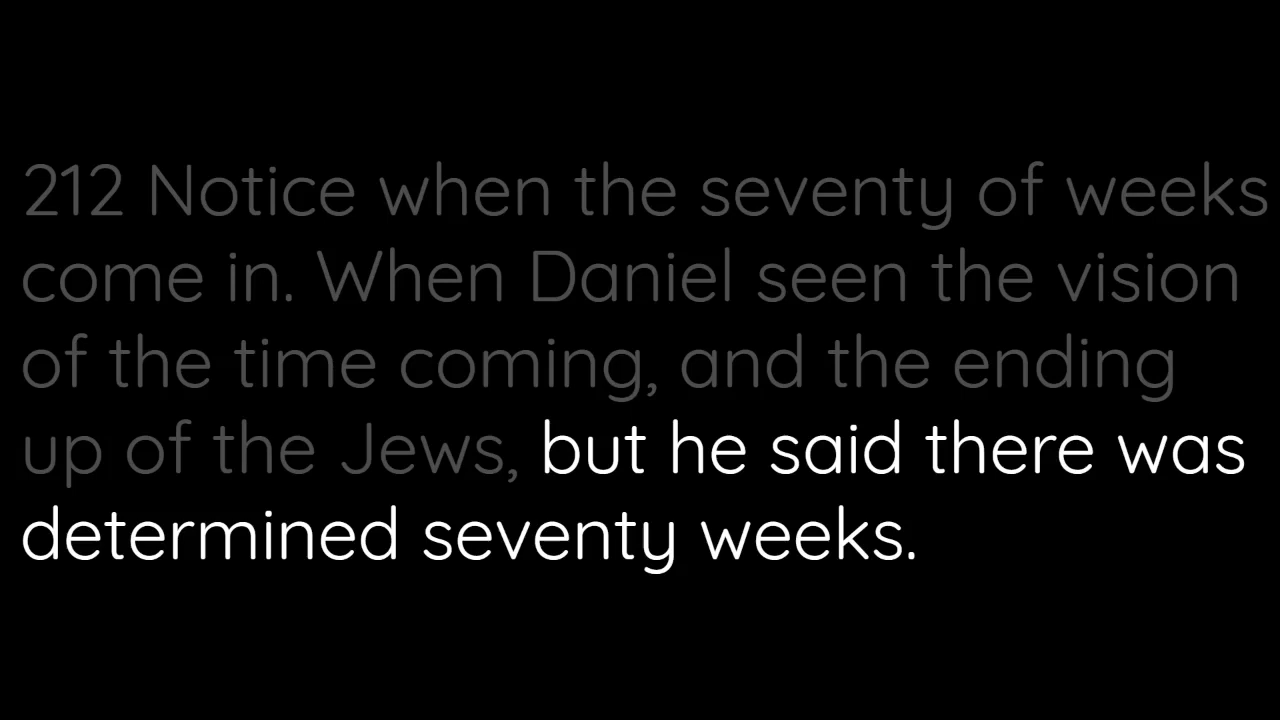 212 Notice when the seventy of weeks
come in. When Daniel seen the vision
of the time coming, and the ending
up of the Jews, but he said there was
determined seventy weeks.